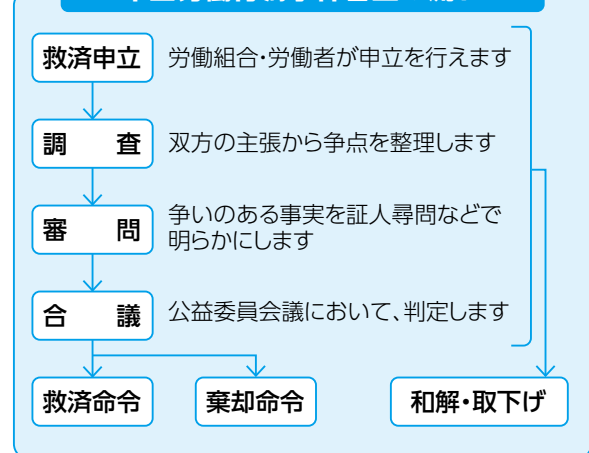 救済申立
労働組合･労働者が申立を行えます
調　査
双方の主張から争点を整理します
審　問
争いのある事実を証人尋問などで
明らかにします
合　議
公益委員会議において、判定します
救済命令
棄却命令
和解･取下げ